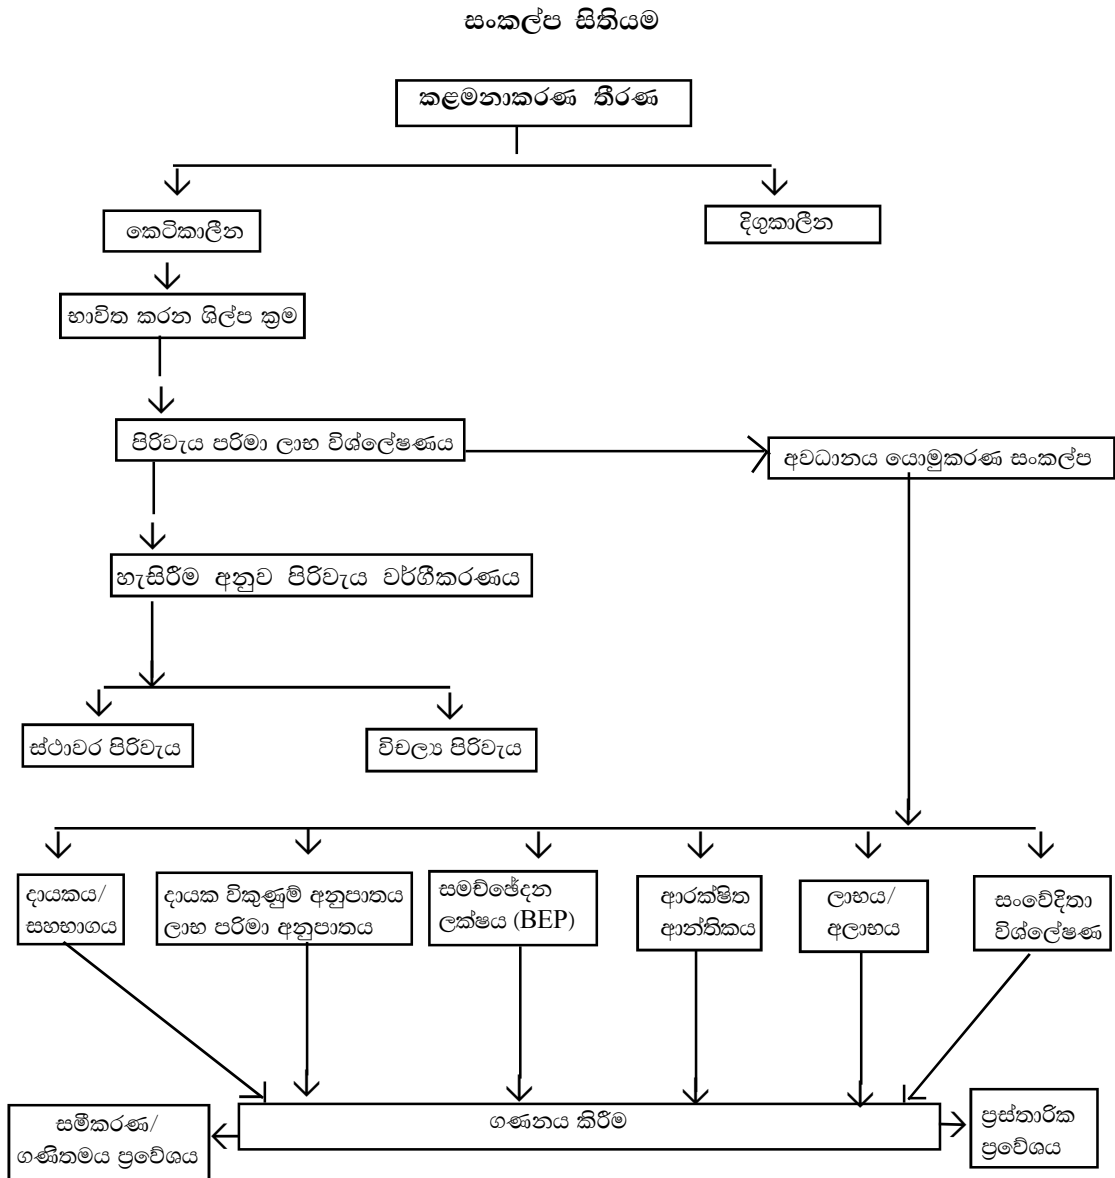 සංකල්ප සිතියම
කළමනාකරණ තීරණ
කෙටිකාලීන
දිගුකාලීන
භාවිත කරන ශිල්ප ක්‍රම
පිරිවැය පරිමා ලාභ විශ්ලේෂණය
අවධානය යොමුකරණ සංකල්ප
හැසිරීම අනුව පිරිවැය වර්ගීකරණය
ස්ථාවර පිරිවැය
විචල්‍ය පිරිවැය
දායකය/
සහභාගය
දායක විකුණුම් අනුපාතය
ලාභ පරිමා අනුපාතය
සමච්ඡේදන
ලක්ෂය (BEP)
ආරක්ෂිත
ආන්තිකය
ලාභය/
අලාභය
සංවේදිතා
විශ්ලේෂණ
ගණනය කිරීම
සමීකරණ/
ගණිතමය ප්‍රවේශය
ප්‍රස්තාරික
ප්‍රවේශය